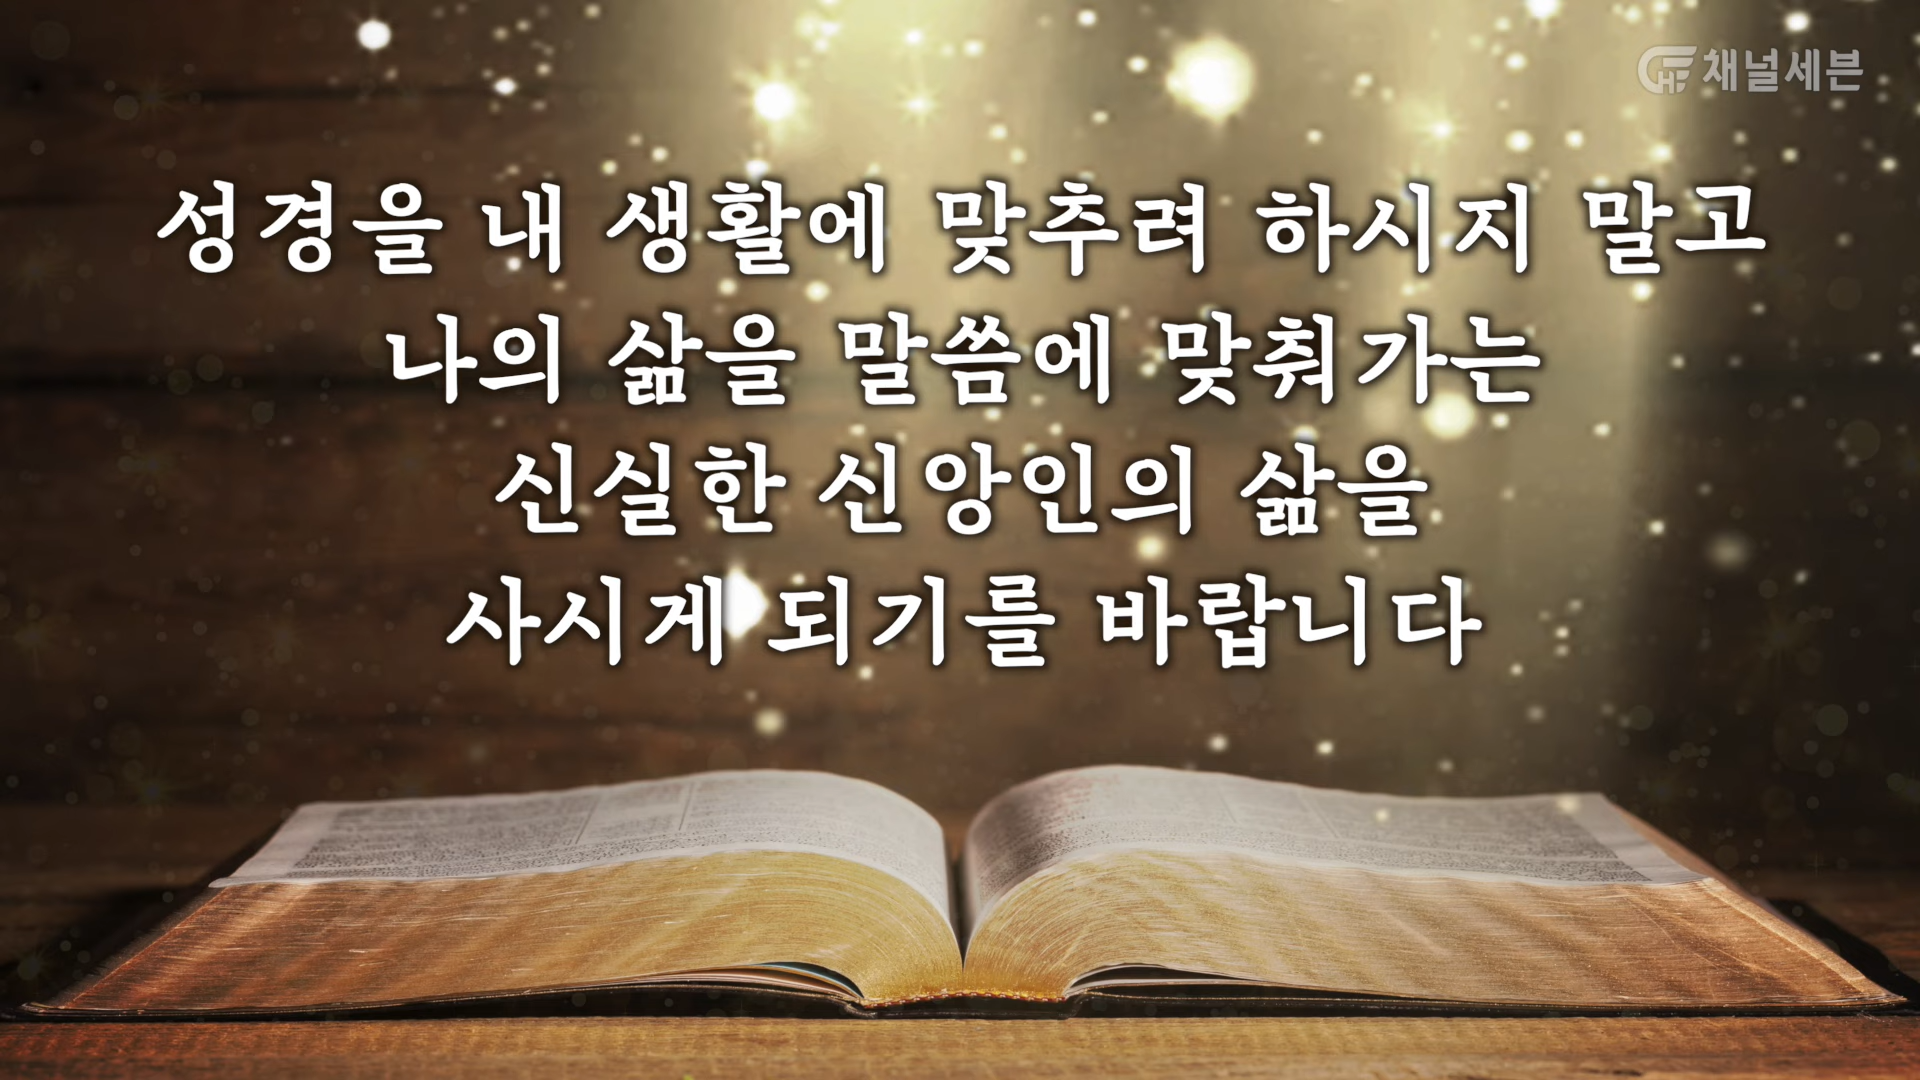 채널세븐
성경을 내 생활에 맞추려 하시지 말고
나의 삶을 말씀에 맞춰가는
신실한 신앙인의 삶을
사시게 되기를 바랍니다